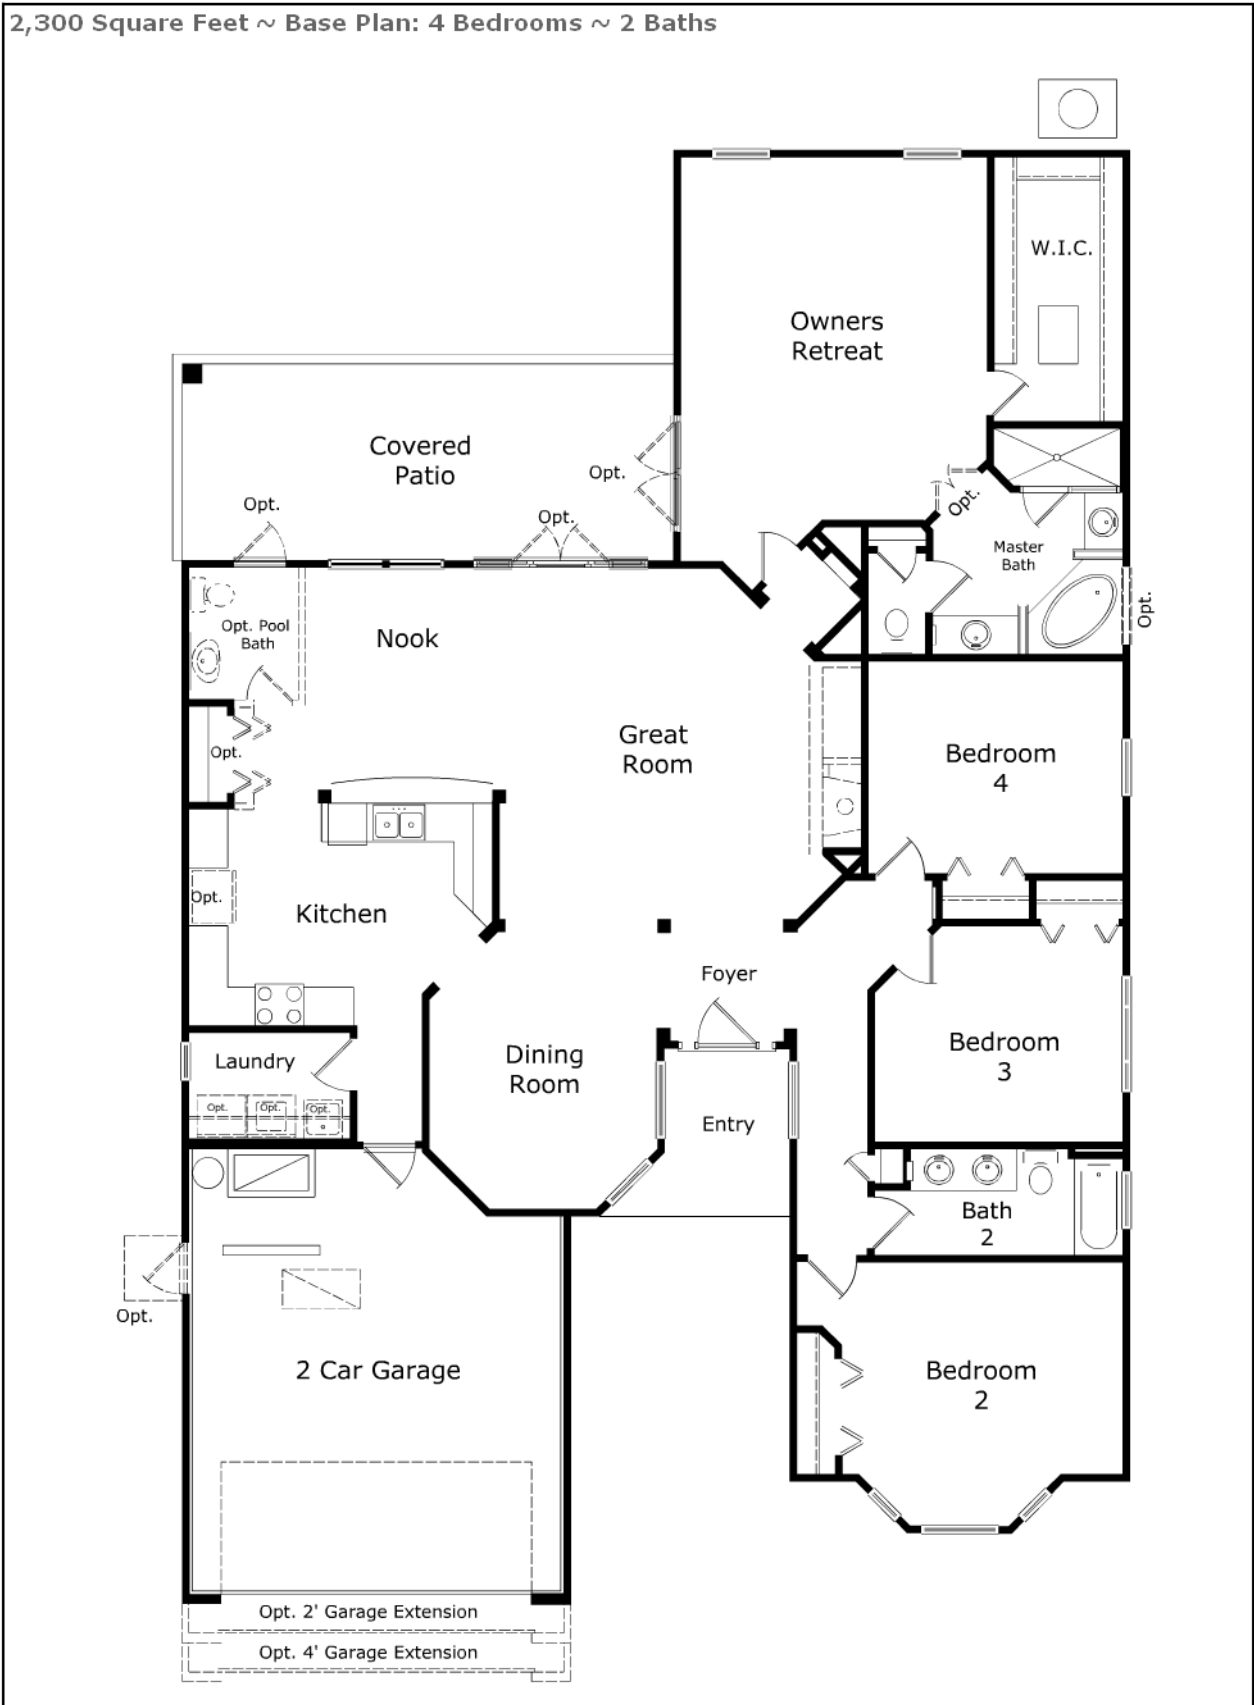 2,300 Square Feet ~ Base Plan: 4 Bedrooms ~ 2 Baths
W.I.C.
Owners
Retreat
Covered
Patio
Opt.
Opt.
Opt.
Opt.
Master
Bath
Opt.
Opt. Pool
Bath
Nook
Great
Room
Opt.
Bedroom
4
Opt.
Kitchen
Foyer
Bedroom
3
Laundry
Dining
Room
Opt.
Opt.
Opt.
Entry
Bath
2
Opt.
2 Car Garage
Bedroom
2
Opt. 2' Garage Extension
Opt. 4' Garage Extension